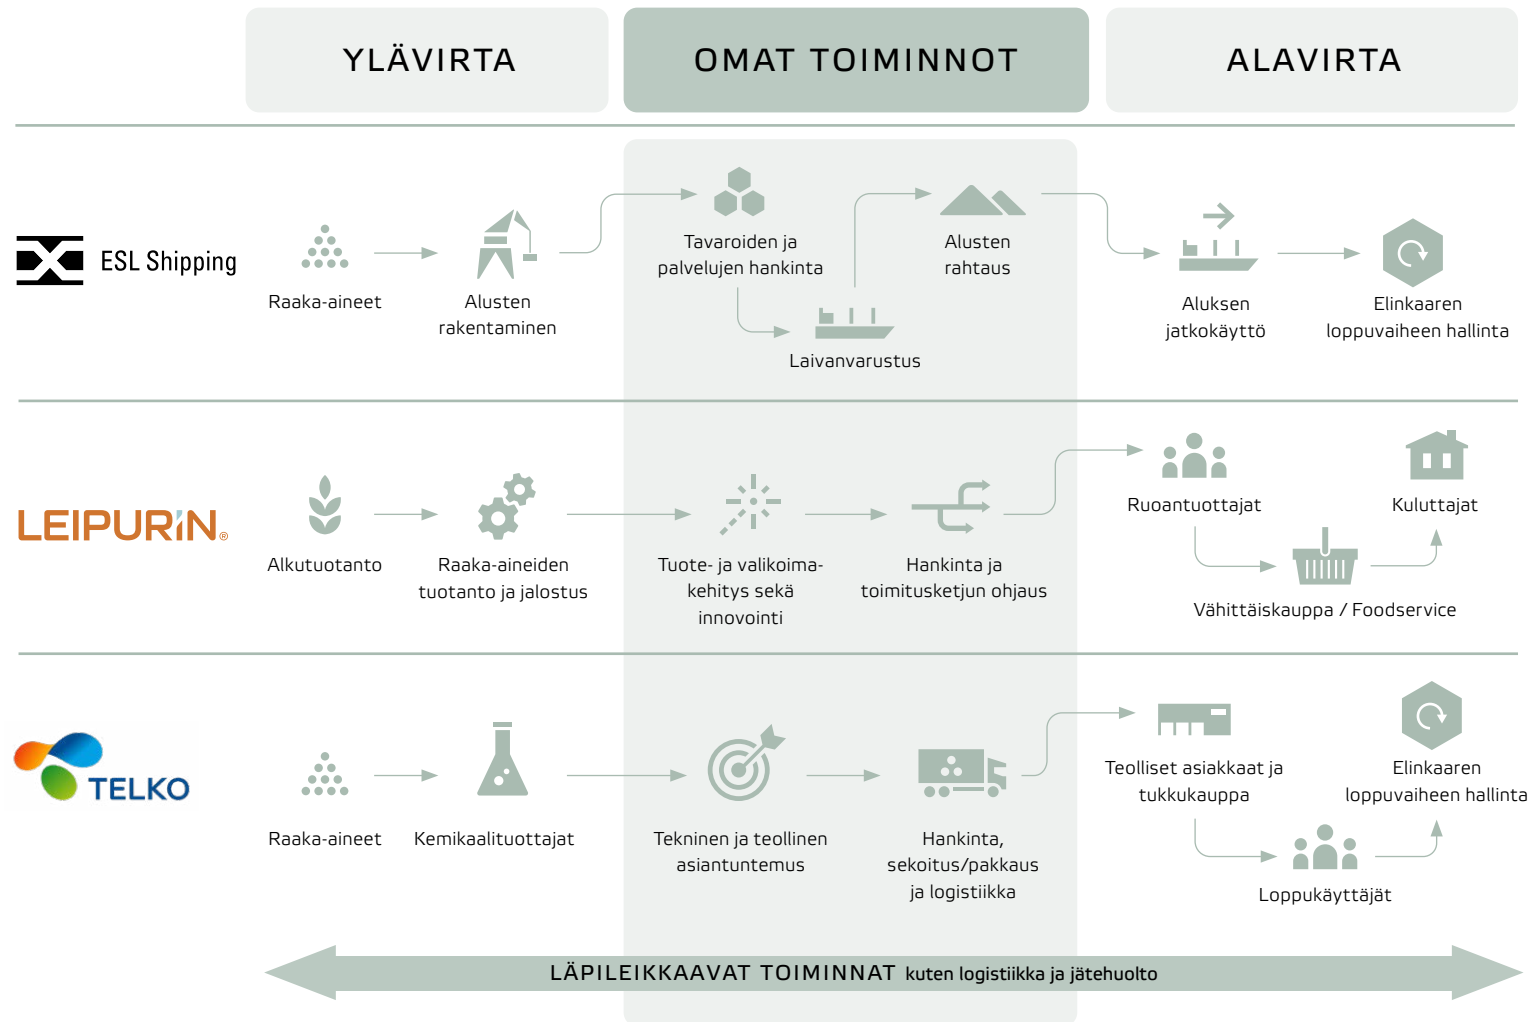 YLÄVIRTA
OMAT TOIMINNOT
ALAVIRTA
ESL Shipping
Raaka-aineet
Alusten
rakentaminen
Tavaroiden ja
palvelujen hankinta
Laivanvarustus
Alusten
rahtaus
Aluksen
jatkokäyttö
Elinkaaren
loppuvaiheen hallinta
LEIPURIN®
Alkutuotanto
Raaka-aineiden
tuotanto ja jalostus
Tuote- ja valikoima-
kehitys sekä
innovointi
Hankinta ja
toimitusketjun ohjaus
Ruoantuottajat
Vähittäiskauppa / Foodservice
Kuluttajat
TELKO
Raaka-aineet
Kemikaalituottajat
Tekninen ja teollinen
asiantuntemus
Hankinta,
sekoitus/pakkaus
ja logistiikka
Teolliset asiakkaat ja
tukkukauppa
Loppukäyttäjät
Elinkaaren
loppuvaiheen hallinta
LÄPILEIKKAAVAT TOIMINNAT kuten logistiikka ja jätehuolto